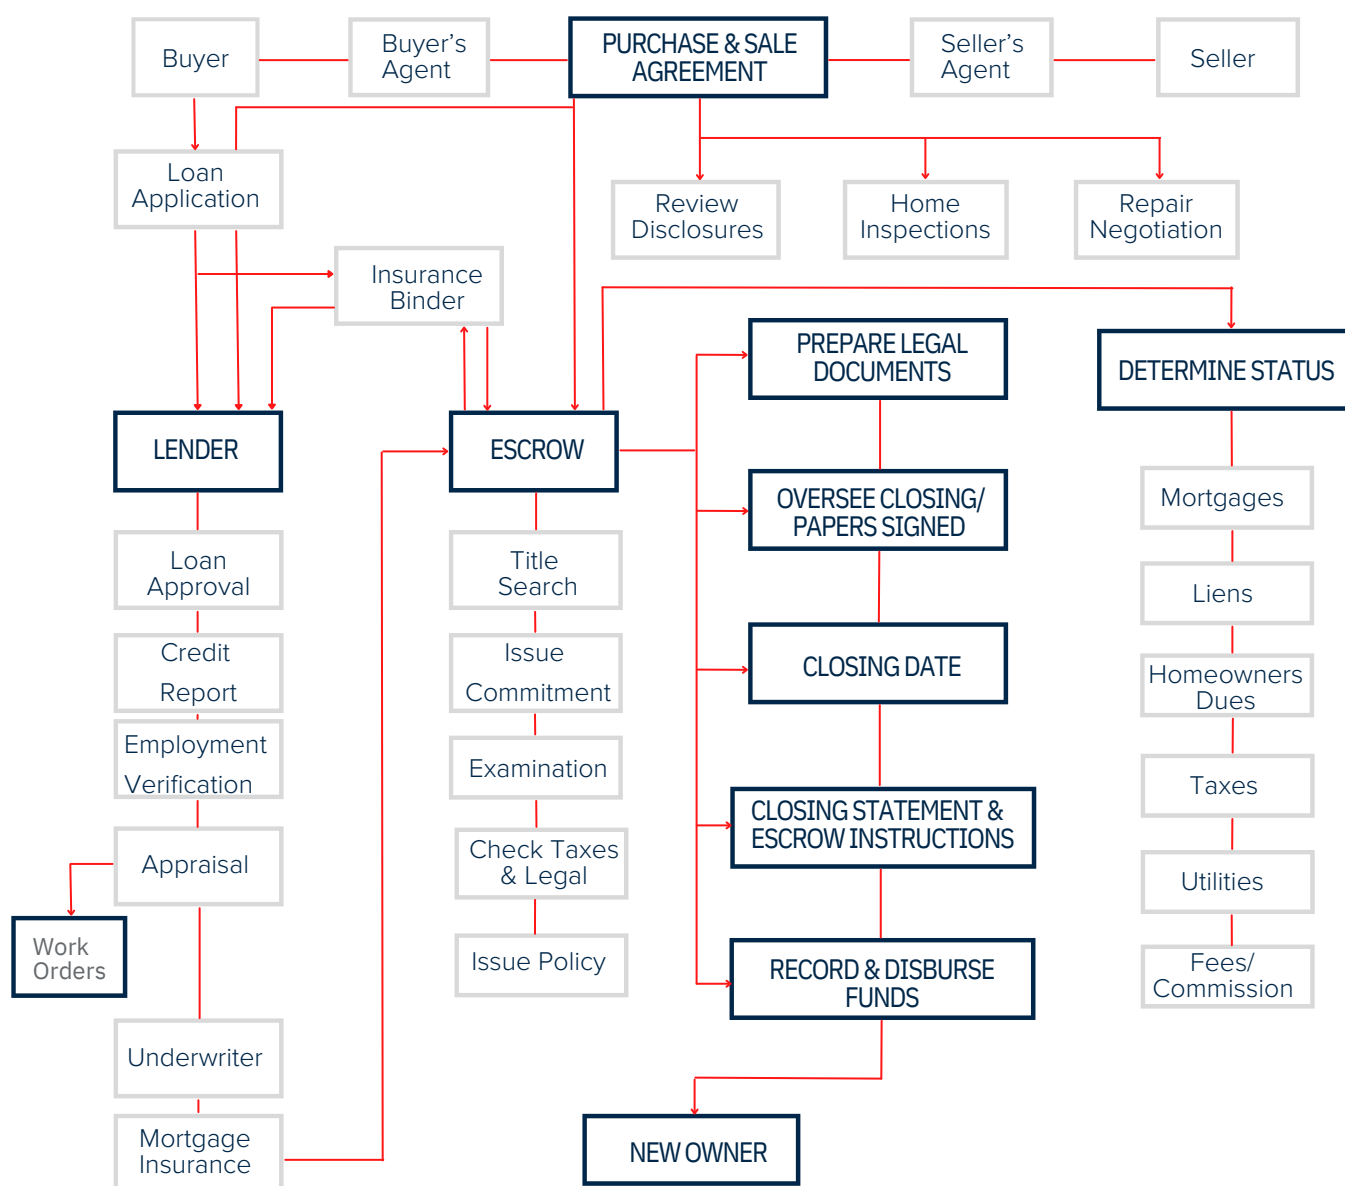 Buyer
Buyer's
Agent
PURCHASE & SALE
AGREEMENT
Seller's
Agent
Seller
Loan
Application
Review
Disclosures
Home
Inspections
Repair
Negotiation
Insurance
Binder
PREPARE LEGAL
DOCUMENTS
DETERMINE STATUS
LENDER
ESCROW
OVERSEE CLOSING/
PAPERS SIGNED
Mortgages
Loan
Approval
Title
Search
Liens
Credit
Report
Issue
Commitment
CLOSING DATE
Homeowners
Dues
Employment
Verification
Examination
Taxes
CLOSING STATEMENT &
ESCROW INSTRUCTIONS
Appraisal
Check Taxes
& Legal
Utilities
Work
Orders
Issue Policy
RECORD & DISBURSE
FUNDS
Fees/
Commission
Underwriter
Mortgage
Insurance
NEW OWNER